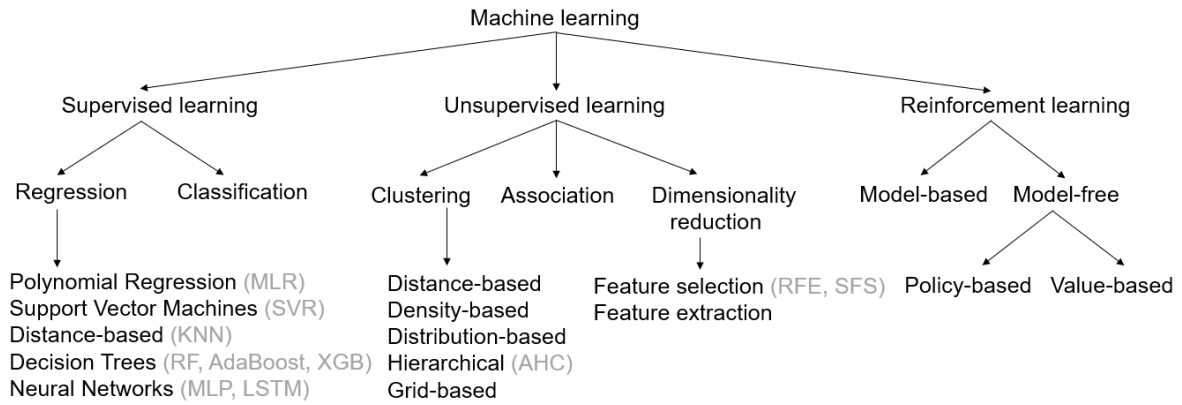 Machine learning
Supervised learning
Unsupervised learning
Reinforcement learning
Regression
Classification
Clustering
Association
Dimensionality
reduction
Model-based
Model-free
Polynomial Regression (MLR)
Support Vector Machines (SVR)
Distance-based (KNN)
Decision Trees (RF, AdaBoost, XGB)
Neural Networks (MLP, LSTM)
Distance-based
Density-based
Distribution-based
Hierarchical (AHC)
Grid-based
Feature selection (RFE, SFS)
Feature extraction
Policy-based
Value-based